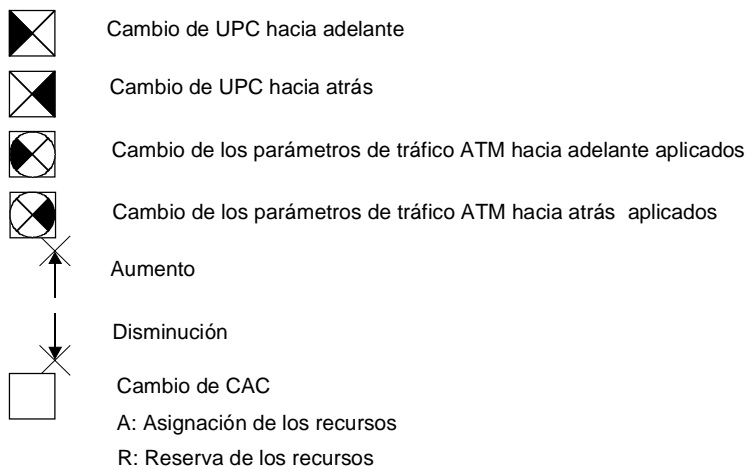 Cambio de UPC hacia adelante
Cambio de UPC hacia atrás
Cambio de los parámetros de tráfico ATM hacia adelante aplicados
Cambio de los parámetros de tráfico ATM hacia atrás aplicados
Aumento
Disminución
Cambio de CAC
A: Asignación de los recursos
R: Reserva de los recursos